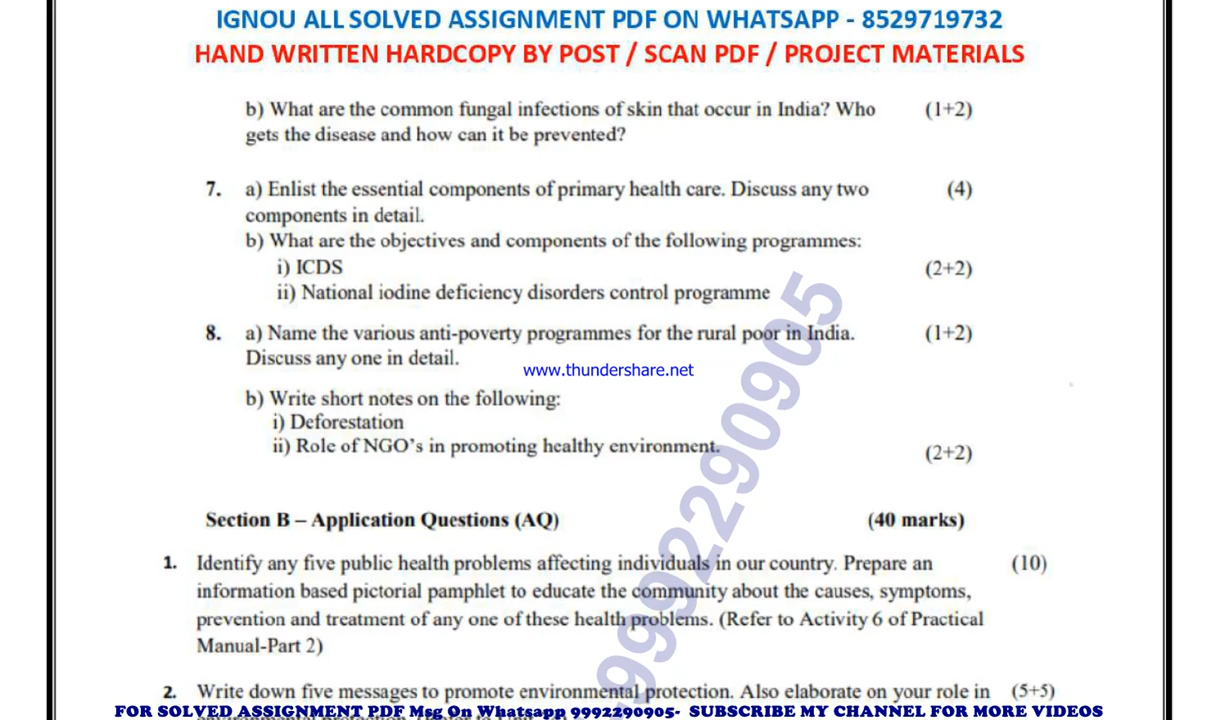 IGNOU ALL SOLVED ASSIGNMENT PDF ON WHATSAPP - 8529719732
HAND WRITTEN HARDCOPY BY POST / SCAN PDF / PROJECT MATERIALS
b) What are the common fungal infections of skin that occur in India? Who (1+2)
gets the disease and how can it be prevented?
7. a) Enlist the essential components of primary health care. Discuss any two (4)
components in detail.
b) What are the objectives and components of the following programmes:
i) ICDS (2+2)
ii) National iodine deficiency disorders control programme
8. a) Name the various anti-poverty programmes for the rural poor in India. (1+2)
Discuss any one in detail.
www.thundershare.net
b) Write short notes on the following:
i) Deforestation
ii) Role of NGO's in promoting healthy environment.
(2+2)
9992290905
Section B – Application Questions (AQ) (40 marks)
1. Identify any five public health problems affecting individuals in our country. Prepare an (10)
information based pictorial pamphlet to educate the community about the causes, symptoms,
prevention and treatment of any one of these health problems. (Refer to Activity 6 of Practical
Manual-Part 2)
2. Write down five messages to promote environmental protection. Also elaborate on your role in (5+5)
FOR SOLVED ASSIGNMENT PDF Msg On Whatsapp 9992290905- SUBSCRIBE MY CHANNEL FOR MORE VIDEOS